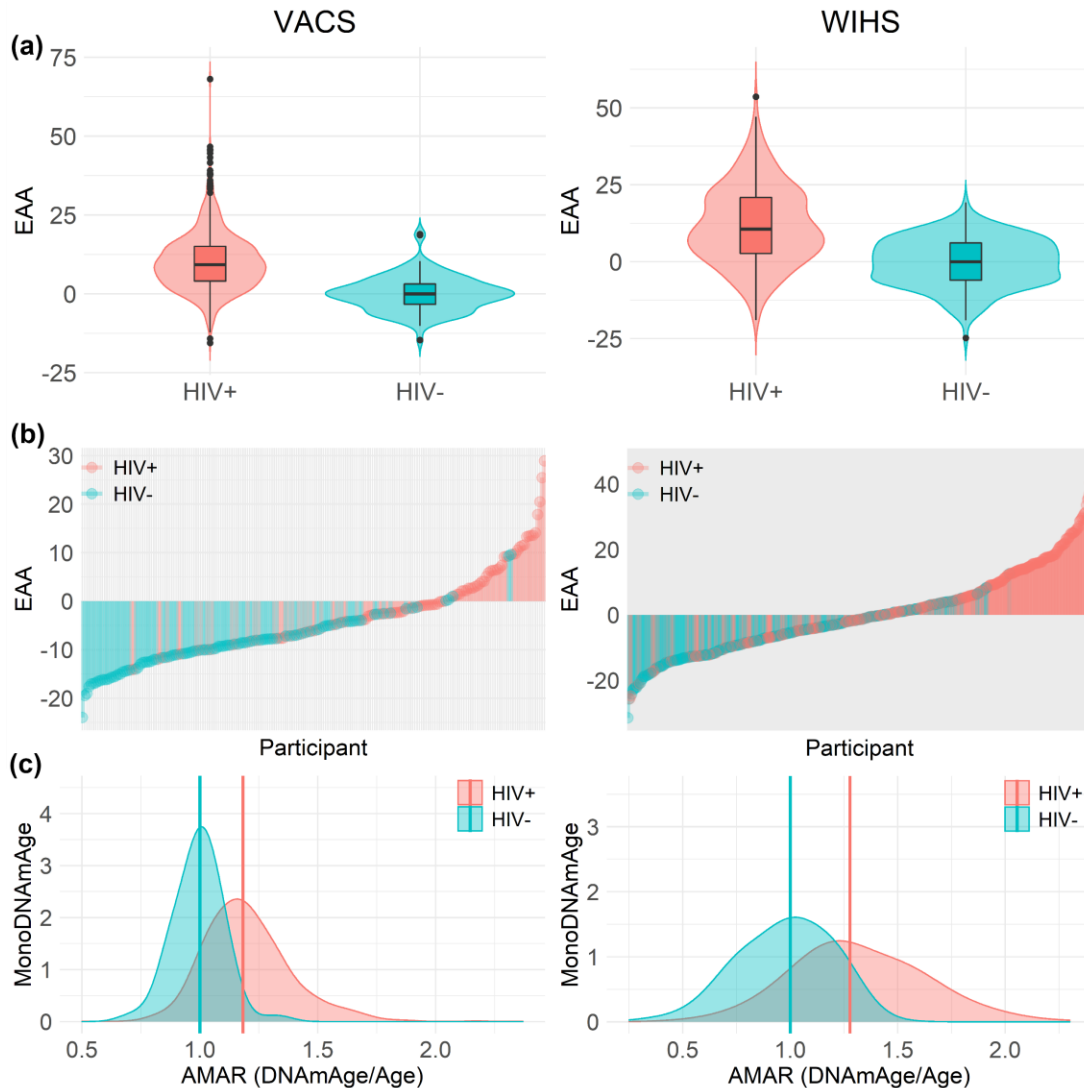 VACS
WIHS
(a)
75
50
25
0
-25
EAA
HIV+
HIV-
50
25
0
-25
EAA
HIV+
HIV-
(b)
30
20
10
0
-10
-20
EAA
HIV+
HIV-
Participant
40
20
0
-20
EAA
HIV+
HIV-
Participant
(c)
4
3
2
1
0
MonoDNAmAge
HIV+
HIV-
0.5
1.0
1.5
2.0
AMAR (DNAmAge/Age)
3
2
1
0
MonoDNAmAge
HIV+
HIV-
0.5
1.0
1.5
2.0
AMAR (DNAmAge/Age)